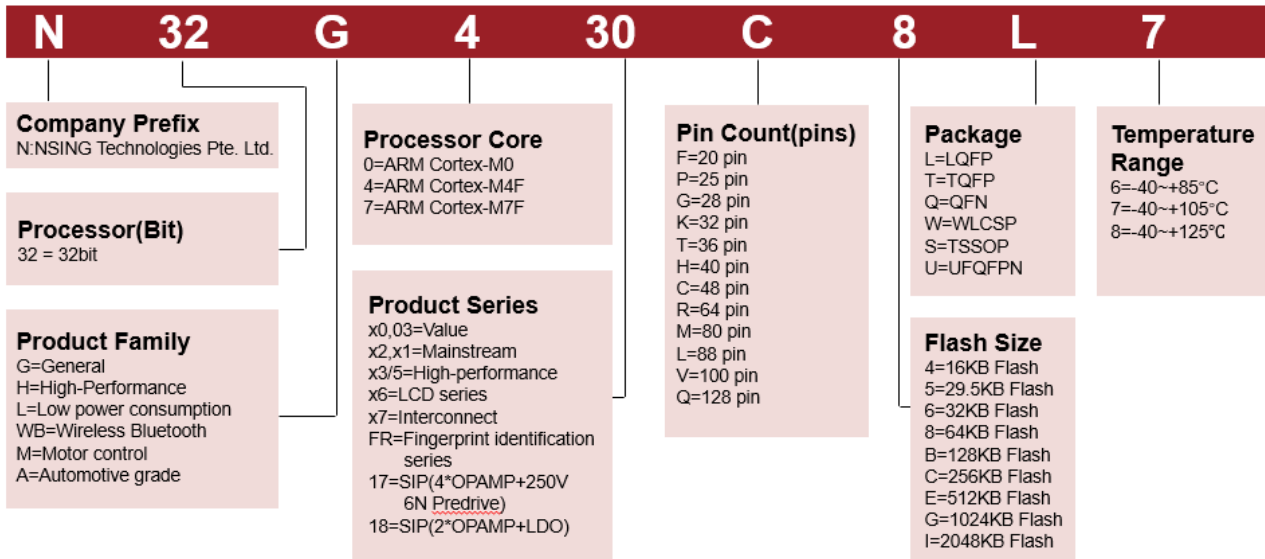 N 32 G 4 30 C 8 L 7
Company Prefix
N:NSING Technologies Pte. Ltd.
Processor(Bit)
32 = 32bit
Product Family
G=General
H=High-Performance
L=Low power consumption
WB=Wireless Bluetooth
M=Motor control
A=Automotive grade
Processor Core
0=ARM Cortex-M0
4=ARM Cortex-M4F
7=ARM Cortex-M7F
Product Series
x0,03=Value
x2,x1=Mainstream
x3/5=High-performance
x6=LCD series
x7=Interconnect
FR=Fingerprint identification
series
17=SIP(4*OPAMP+250V
6N Predrive)
18=SIP(2*OPAMP+LDO)
Pin Count(pins)
F=20 pin
P=25 pin
G=28 pin
K=32 pin
T=36 pin
H=40 pin
C=48 pin
R=64 pin
M=80 pin
L=88 pin
V=100 pin
Q=128 pin
Package
L=LQFP
T=TQFP
Q=QFN
W=WLCSP
S=TSSOP
U=UFQFPN
Flash Size
4=16KB Flash
5=29.5KB Flash
6=32KB Flash
8=64KB Flash
B=128KB Flash
C=256KB Flash
E=512KB Flash
G=1024KB Flash
I=2048KB Flash
Temperature
Range
6=-40~+85°C
7=-40~+105°C
8=-40~+125℃